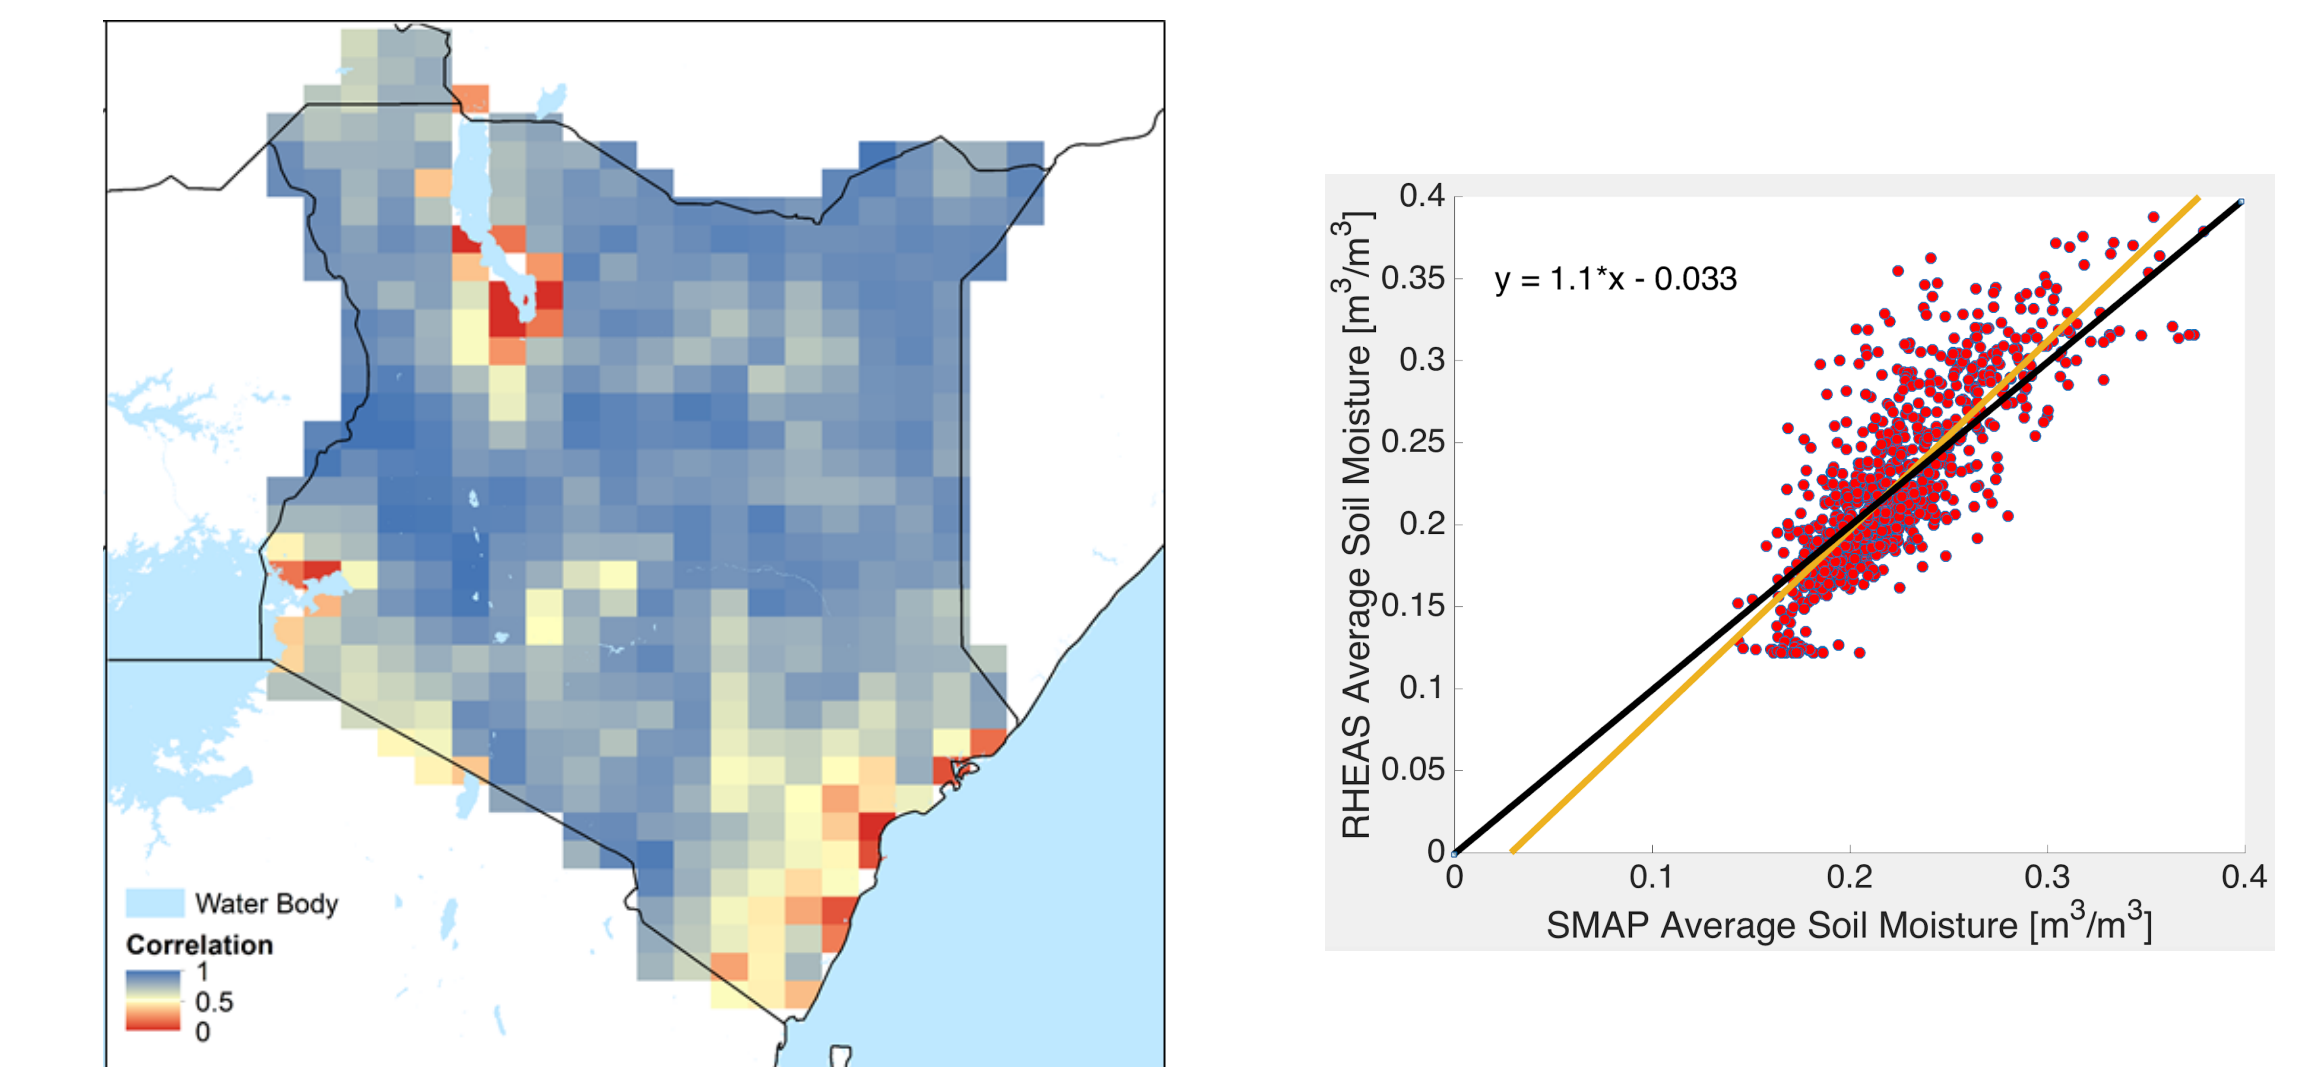 Water Body
Correlation
1
0.5
0
RHEAS Average Soil Moisture [m³/m³]
0.4
0.35
0.3
0.25
0.2
0.15
0.1
0.05
0
y = 1.1*x - 0.033
0 0.1 0.2 0.3 0.4
SMAP Average Soil Moisture [m³/m³]